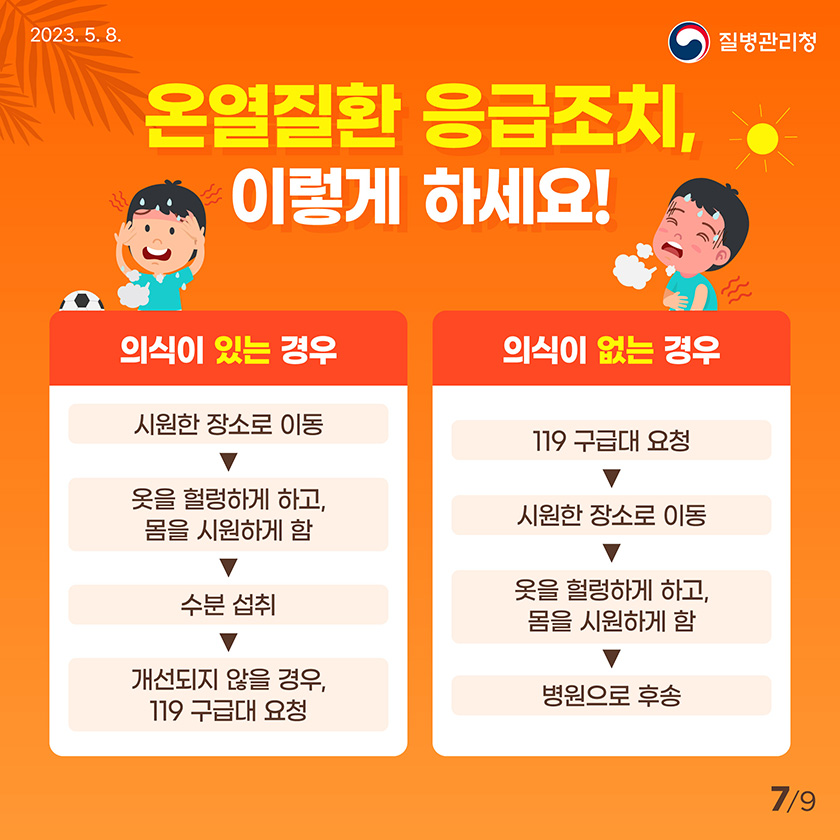 2023. 5. 8.
질병관리청
온열질환 응급조치,
이렇게 하세요!
의식이 있는 경우
시원한 장소로 이동
옷을 헐렁하게 하고,
몸을 시원하게 함
수분 섭취
개선되지 않을 경우,
119 구급대 요청
의식이 없는 경우
119 구급대 요청
시원한 장소로 이동
옷을 헐렁하게 하고,
몸을 시원하게 함
병원으로 후송
7/9